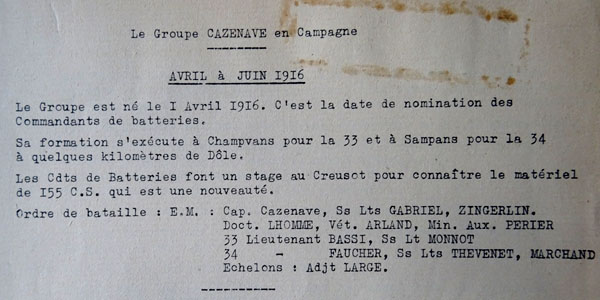 Le Groupe CAZENAVE en Campagne
AVRIL à JUIN 1916
Le Groupe est né le I Avril 1916. C'est la date de nomination des
Commandants de batteries.
Sa formation s'exécute à Champvans pour la 33 et à Sampans pour la 34
à quelques kilomètres de Dôle.
Les Cdts de Batteries font un stage au Creusot pour connaître le matériel
de I55 C.S. qui est une nouveauté.
Ordre de bataille : E.M. : Cap. Cazenave, Ss Lts GABRIEL, ZINGERLIN.
Doct. LHOMME, Vét. ARLAND, Min. Aux. PERIER
33 Lieutenant BASSI, Ss Lt MONNOT
34 - FAUCHER, Ss Lts THEVENET, MARCHAND
Echelons : Adjt LARGE.